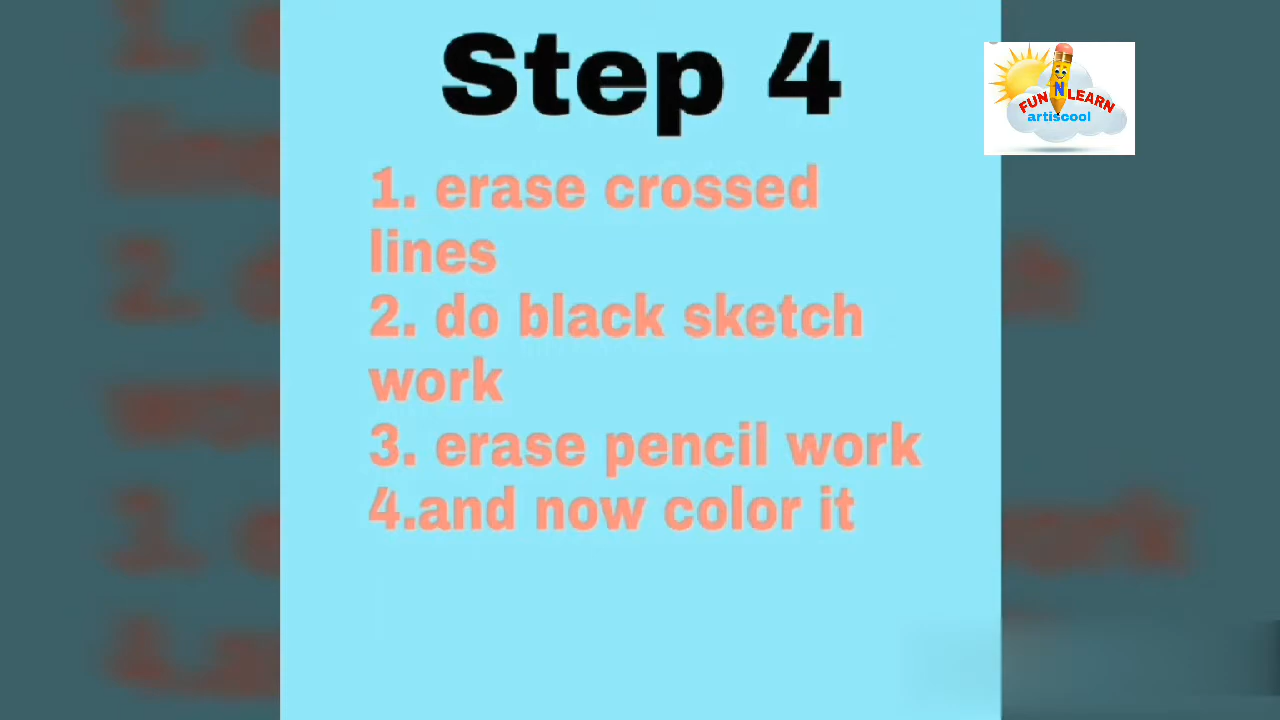 Step 4
1. erase crossed
lines
2. do black sketch
work
3. erase pencil work
4.and now color it
FUN N LEARN
artiscool